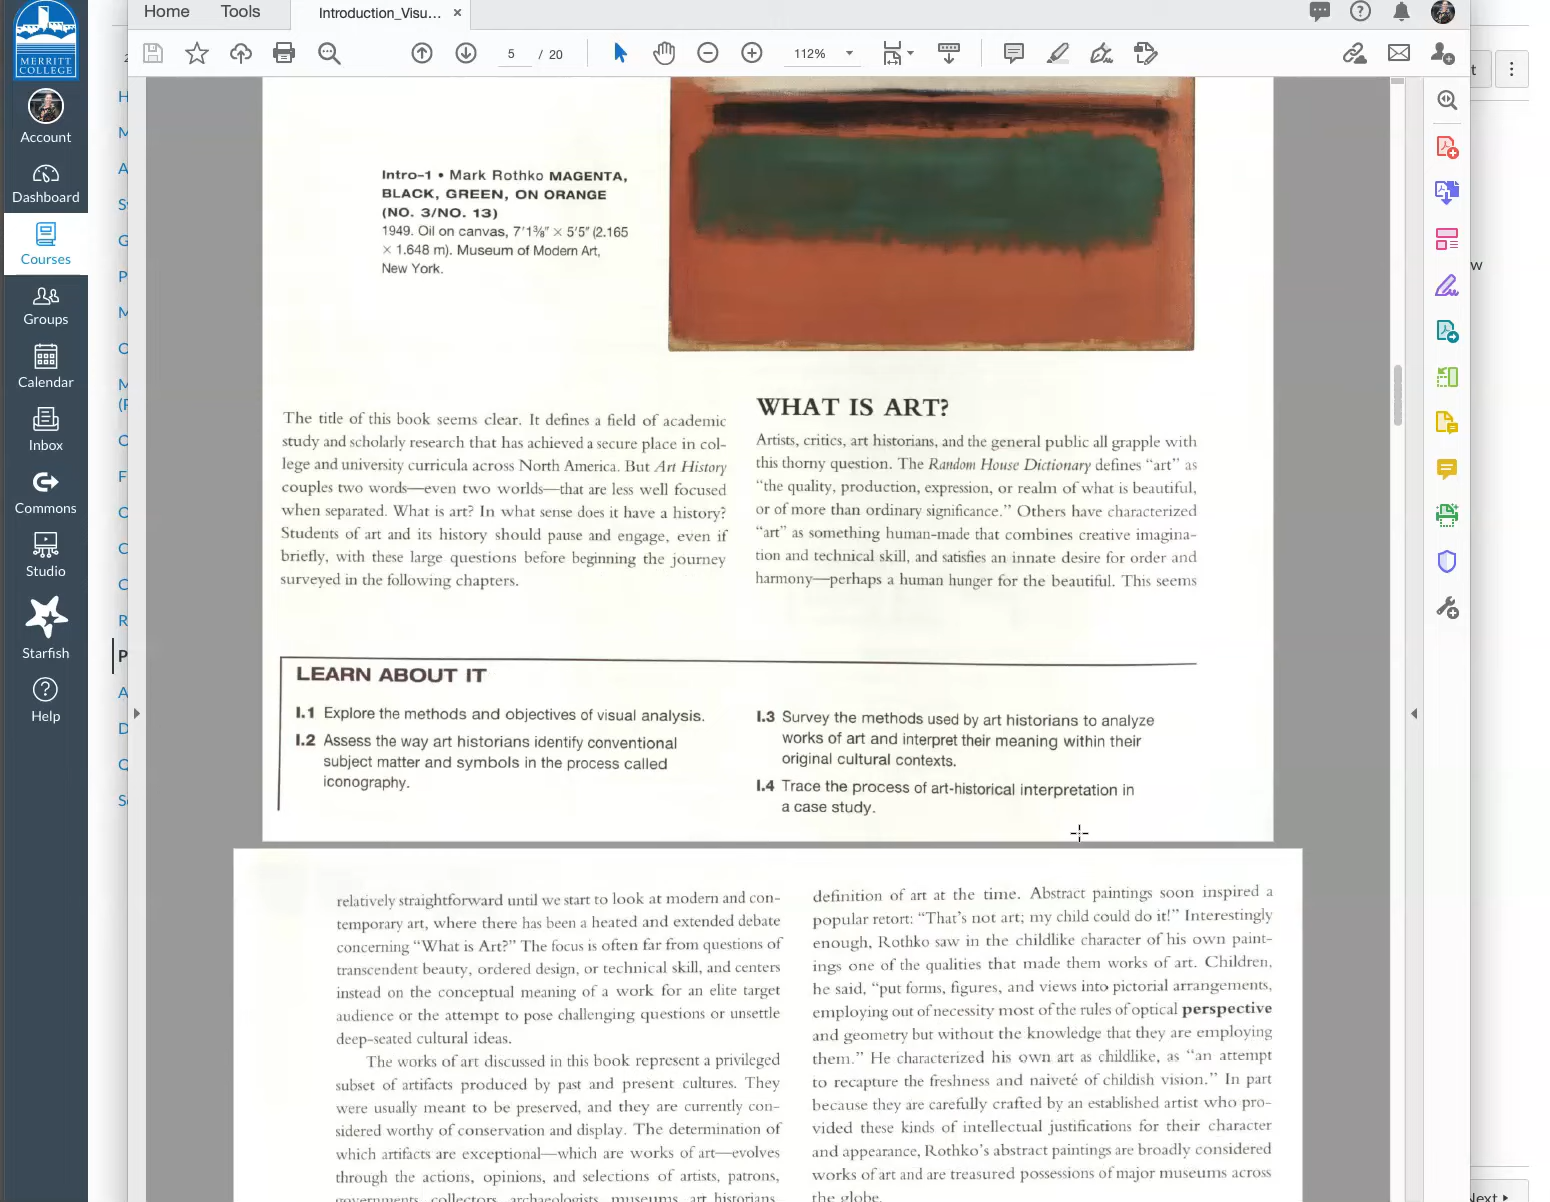 Home
Tools
Introduction_Visu...
×
5
/ 20
112%
MERRITT
COLLEGE
Account
Dashboard
Courses
Groups
Calendar
Inbox
Commons
Studio
Starfish
Help
Intro-1 • Mark Rothko MAGENTA,
BLACK, GREEN, ON ORANGE
(NO. 3/NO. 13)
1949. Oil on canvas, 7′1⅜″ × 5′5″ (2.165
× 1.648 m). Museum of Modern Art,
New York.
The title of this book seems clear. It defines a field of academic
study and scholarly research that has achieved a secure place in col-
lege and university curricula across North America. But Art History
couples two words—even two worlds—that are less well focused
when separated. What is art? In what sense does it have a history?
Students of art and its history should pause and engage, even if
briefly, with these large questions before beginning the journey
surveyed in the following chapters.
WHAT IS ART?
Artists, critics, art historians, and the general public all grapple with
this thorny question. The Random House Dictionary defines “art” as
“the quality, production, expression, or realm of what is beautiful,
or of more than ordinary significance.” Others have characterized
“art” as something human-made that combines creative imagina-
tion and technical skill, and satisfies an innate desire for order and
harmony—perhaps a human hunger for the beautiful. This seems
LEARN ABOUT IT
I.1 Explore the methods and objectives of visual analysis.
I.2 Assess the way art historians identify conventional
subject matter and symbols in the process called
iconography.
I.3 Survey the methods used by art historians to analyze
works of art and interpret their meaning within their
original cultural contexts.
I.4 Trace the process of art-historical interpretation in
a case study.
relatively straightforward until we start to look at modern and con-
temporary art, where there has been a heated and extended debate
concerning “What is Art?” The focus is often far from questions of
transcendent beauty, ordered design, or technical skill, and centers
instead on the conceptual meaning of a work for an elite target
audience or the attempt to pose challenging questions or unsettle
deep-seated cultural ideas.
The works of art discussed in this book represent a privileged
subset of artifacts produced by past and present cultures. They
were usually meant to be preserved, and they are currently con-
sidered worthy of conservation and display. The determination of
which artifacts are exceptional—which are works of art—evolves
through the actions, opinions, and selections of artists, patrons,
governments, collectors, archaeologists, museums, art historians,
definition of art at the time. Abstract paintings soon inspired a
popular retort: “That’s not art; my child could do it!” Interestingly
enough, Rothko saw in the childlike character of his own paint-
ings one of the qualities that made them works of art. Children,
he said, “put forms, figures, and views into pictorial arrangements,
employing out of necessity most of the rules of optical perspective
and geometry but without the knowledge that they are employing
them.” He characterized his own art as childlike, as “an attempt
to recapture the freshness and naiveté of childish vision.” In part
because they are carefully crafted by an established artist who pro-
vided these kinds of intellectual justifications for their character
and appearance, Rothko’s abstract paintings are broadly considered
works of art and are treasured possessions of major museums across
the globe.